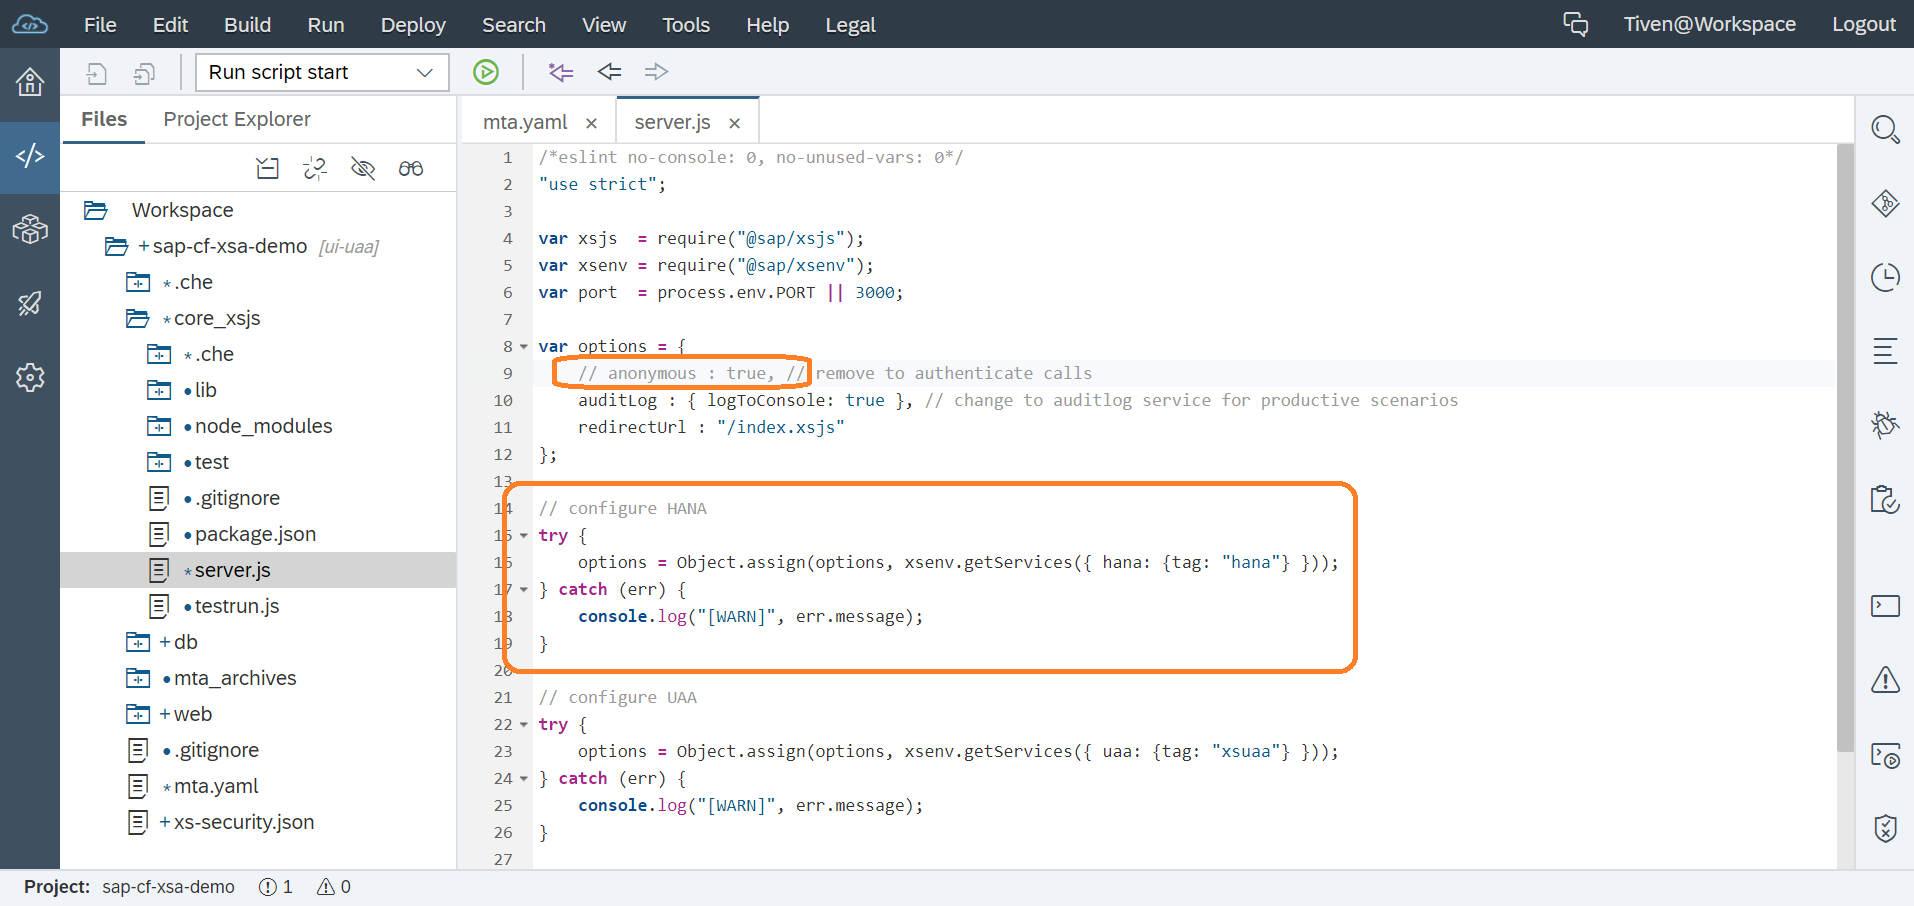 File Edit Build Run Deploy Search View Tools Help Legal Tiven@Workspace Logout
Run script start
Files Project Explorer
Workspace
+ sap-cf-xsa-demo [ui-uaa]
* .che
* core_xsjs
* .che
• lib
• node_modules
• test
• .gitignore
• package.json
* server.js
• testrun.js
+ db
• mta_archives
+ web
• .gitignore
* mta.yaml
+ xs-security.json
mta.yaml × server.js ×
1 /*eslint no-console: 0, no-unused-vars: 0*/
2 "use strict";
3
4 var xsjs  = require("@sap/xsjs");
5 var xsenv = require("@sap/xsenv");
6 var port  = process.env.PORT || 3000;
7
8 var options = {
9     // anonymous : true, // remove to authenticate calls
10     auditLog : { logToConsole: true }, // change to auditlog service for productive scenarios
11     redirectUrl : "/index.xsjs"
12 };
13
14 // configure HANA
15 try {
16     options = Object.assign(options, xsenv.getServices({ hana: {tag: "hana"} }));
17 } catch (err) {
18     console.log("[WARN]", err.message);
19 }
20
21 // configure UAA
22 try {
23     options = Object.assign(options, xsenv.getServices({ uaa: {tag: "xsuaa"} }));
24 } catch (err) {
25     console.log("[WARN]", err.message);
26 }
27
Project: sap-cf-xsa-demo 1 0